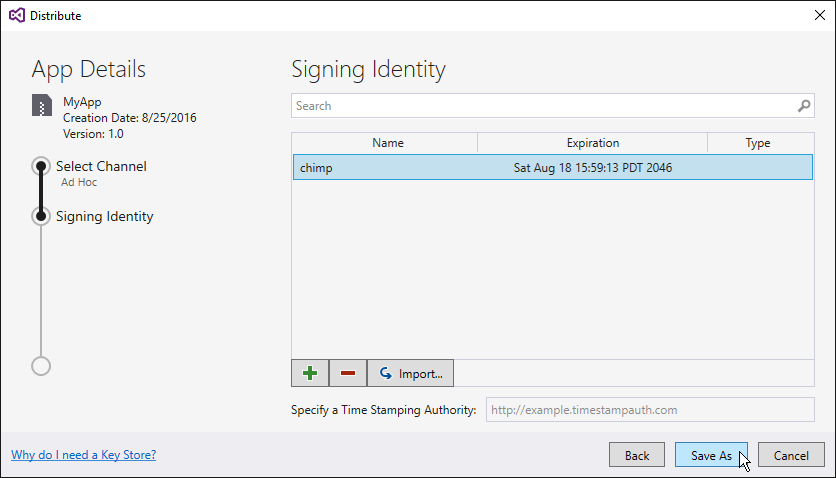 Distribute
App Details
MyApp
Creation Date: 8/25/2016
Version: 1.0
Select Channel
Ad Hoc
Signing Identity
Signing Identity
Search
Name Expiration Type
chimp Sat Aug 18 15:59:13 PDT 2046
Import...
Specify a Time Stamping Authority: http://example.timestampauth.com
Why do I need a Key Store?
Back Save As Cancel